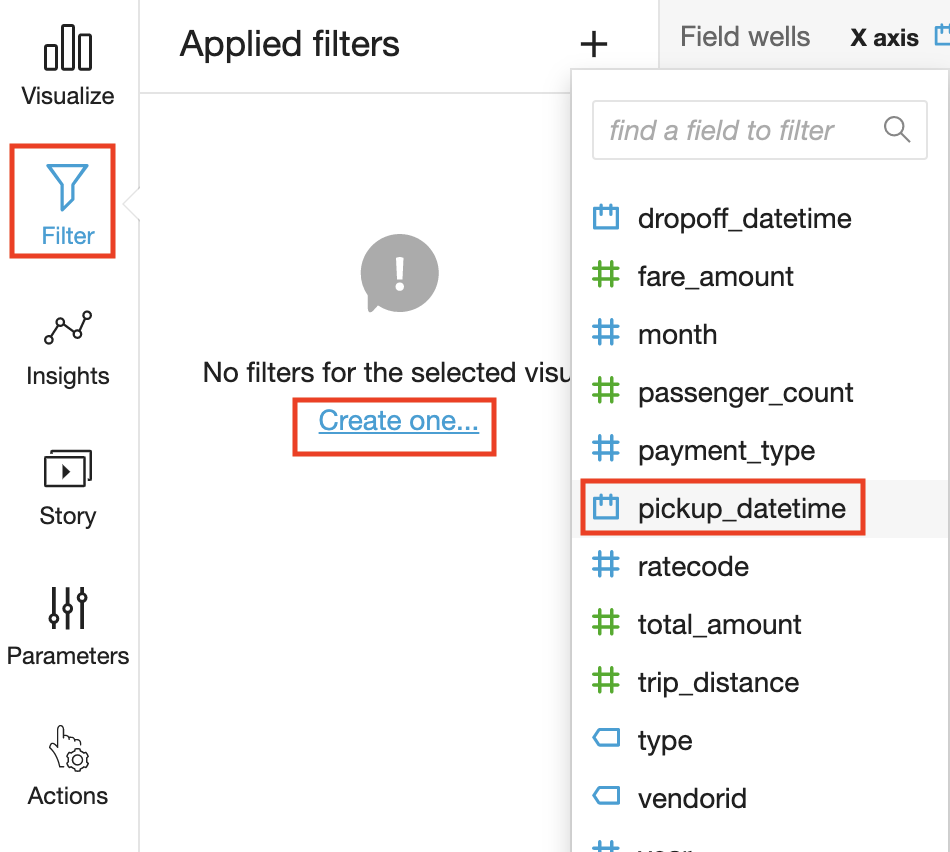 Visualize
Filter
Insights
Story
Parameters
Actions
Applied filters
No filters for the selected visu
Create one...
Field wells X axis
find a field to filter
dropoff_datetime
fare_amount
month
passenger_count
payment_type
pickup_datetime
ratecode
total_amount
trip_distance
type
vendorid